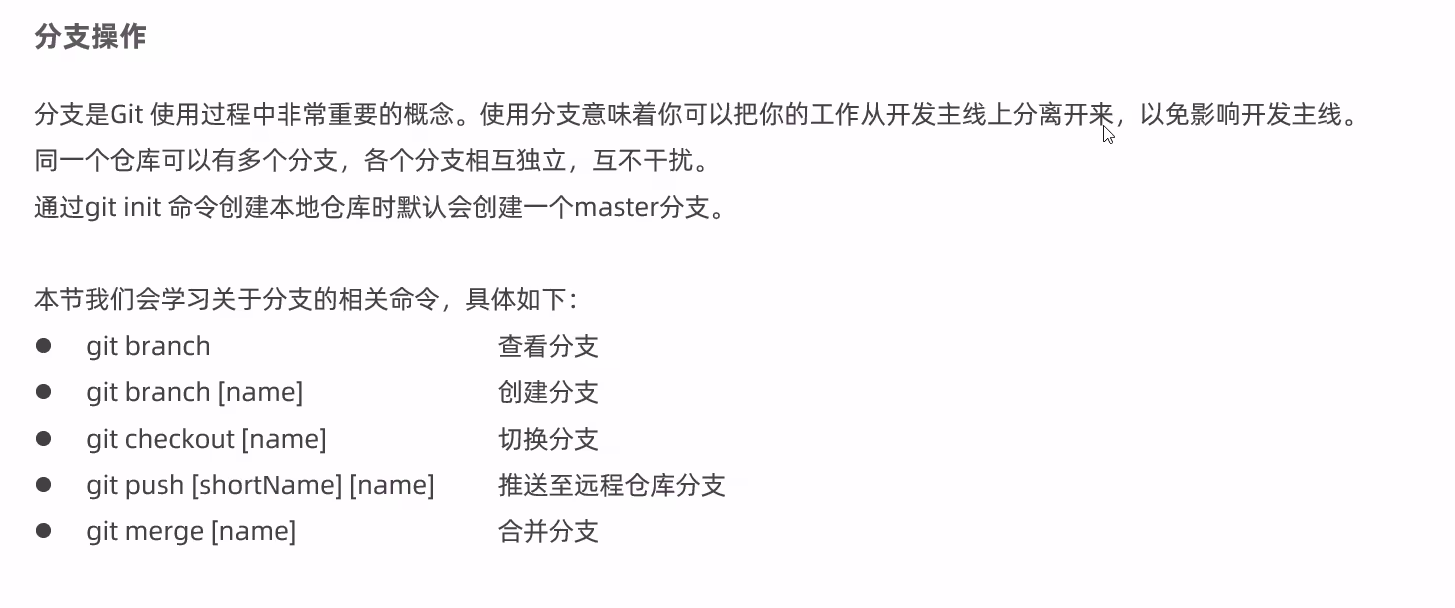 分支操作
分支是Git 使用过程中非常重要的概念。使用分支意味着你可以把你的工作从开发主线上分离开来，以免影响开发主线。
同一个仓库可以有多个分支，各个分支相互独立，互不干扰。
通过git init 命令创建本地仓库时默认会创建一个master分支。
本节我们会学习关于分支的相关命令，具体如下：
● git branch 查看分支
● git branch [name] 创建分支
● git checkout [name] 切换分支
● git push [shortName] [name] 推送至远程仓库分支
● git merge [name] 合并分支